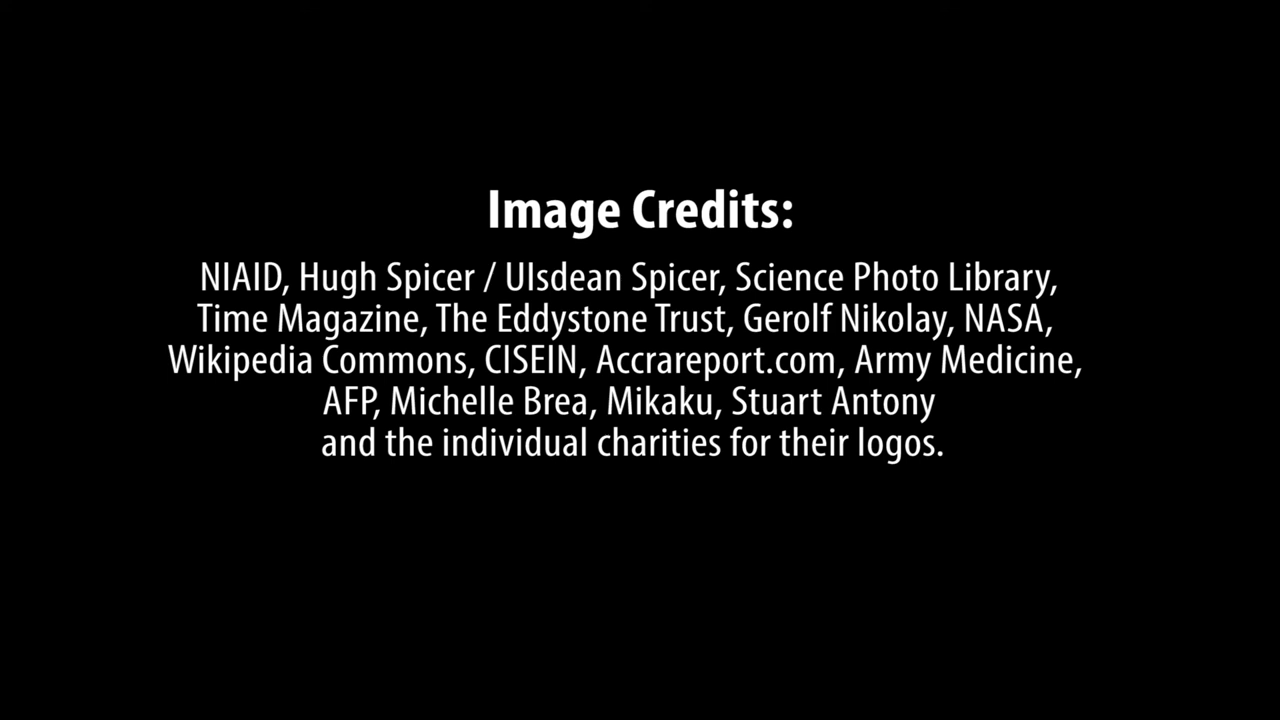 Image Credits:
NIAID, Hugh Spicer / UIsdean Spicer, Science Photo Library,
Time Magazine, The Eddystone Trust, Gerolf Nikolay, NASA,
Wikipedia Commons, CISEIN, Accrareport.com, Army Medicine,
AFP, Michelle Brea, Mikaku, Stuart Antony
and the individual charities for their logos.